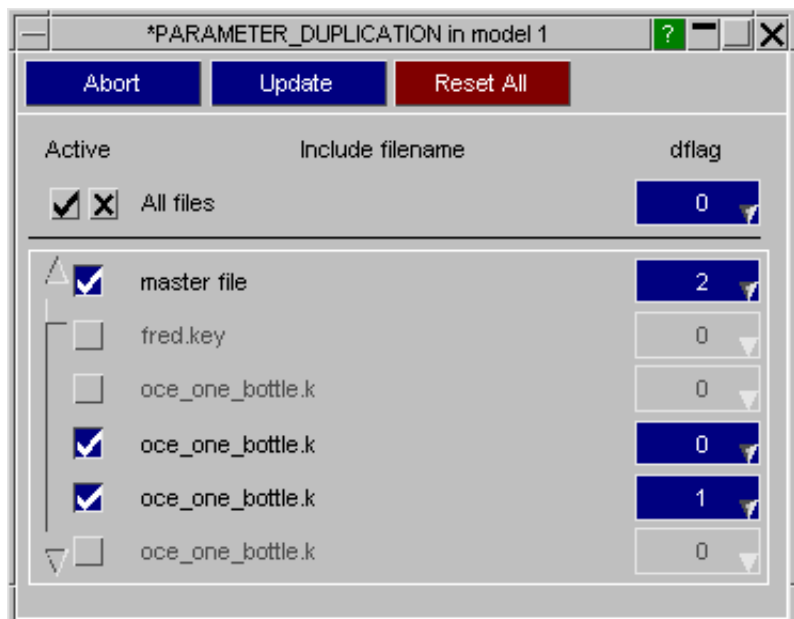 *PARAMETER_DUPLICATION in model 1 ?
Abort Update Reset All
Active Include filename dflag
All files 0
master file 2
fred.key 0
oce_one_bottle.k 0
oce_one_bottle.k 0
oce_one_bottle.k 1
oce_one_bottle.k 0